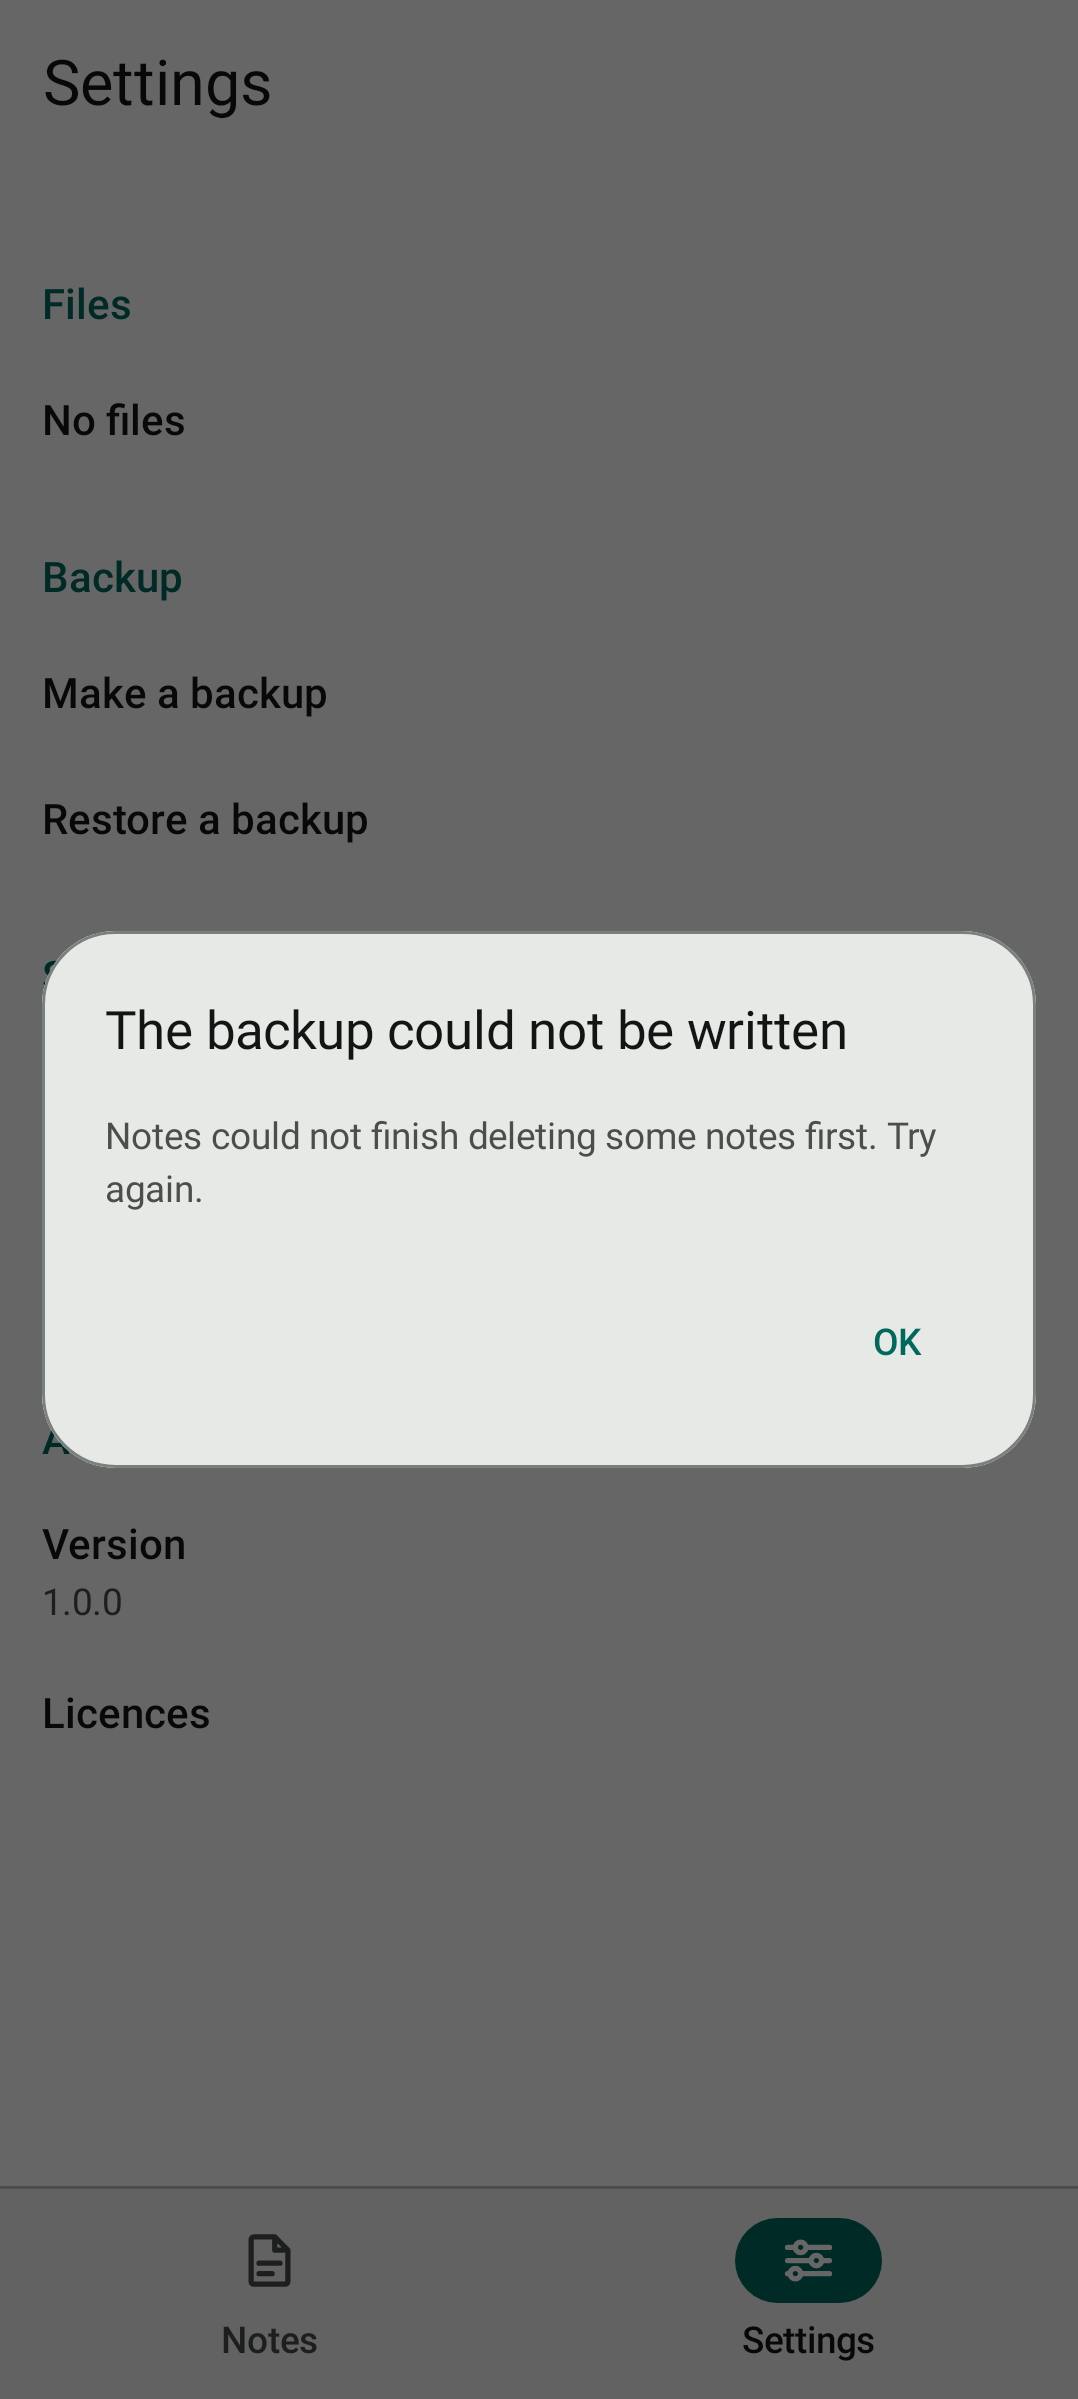 Settings
Files
No files
Backup
Make a backup
Restore a backup
The backup could not be written
Notes could not finish deleting some notes first. Try
again.
OK
Version
1.0.0
Licences
Notes
Settings